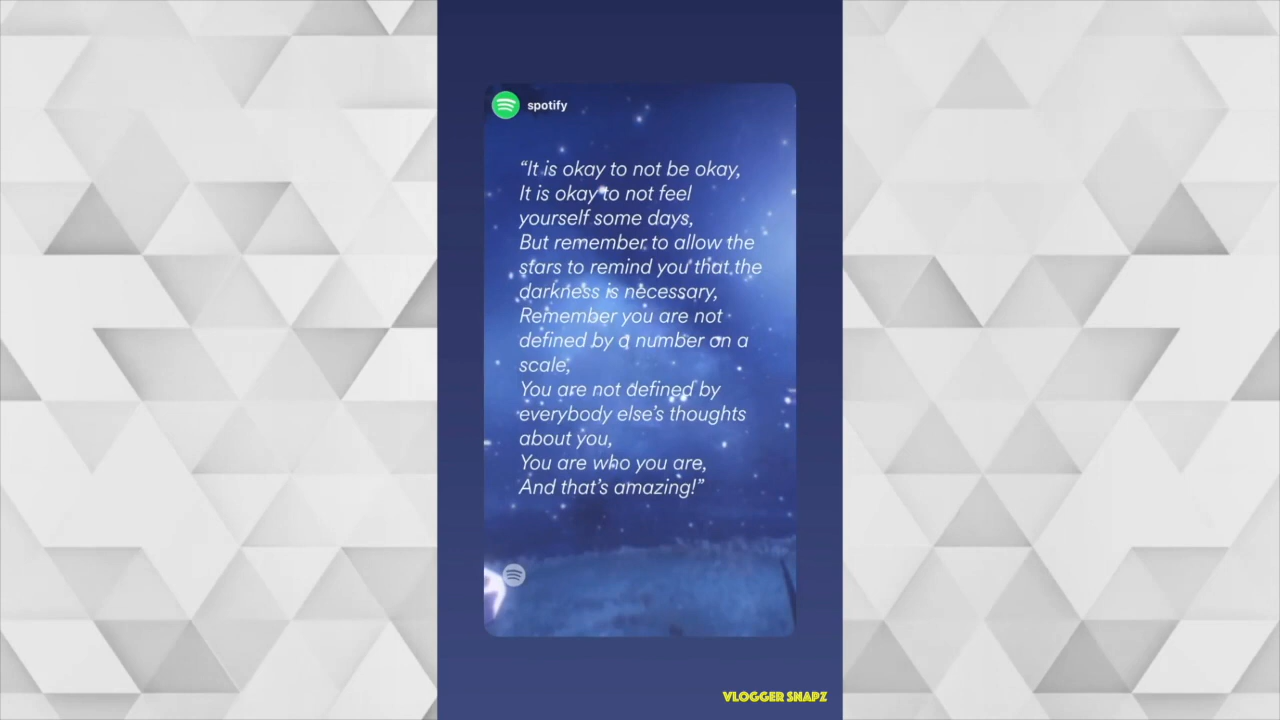 spotify
“It is okay to not be okay,
It is okay to not feel
yourself some days,
But remember to allow the
stars to remind you that the
darkness is necessary,
Remember you are not
defined by a number on a
scale,
You are not defined by
everybody else’s thoughts
about you,
You are who you are,
And that’s amazing!”
VLOGGER SNAPZ